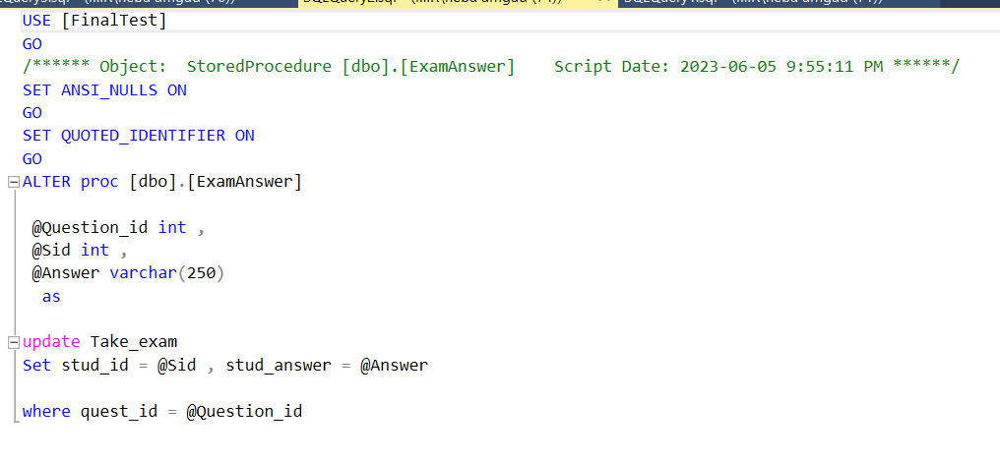 USE [FinalTest]
GO
/****** Object:  StoredProcedure [dbo].[ExamAnswer]    Script Date: 2023-06-05 9:55:11 PM ******/
SET ANSI_NULLS ON
GO
SET QUOTED_IDENTIFIER ON
GO
ALTER proc [dbo].[ExamAnswer]
@Question_id int ,
@Sid int ,
@Answer varchar(250)
as
update Take_exam
Set stud_id = @Sid , stud_answer = @Answer
where quest_id = @Question_id